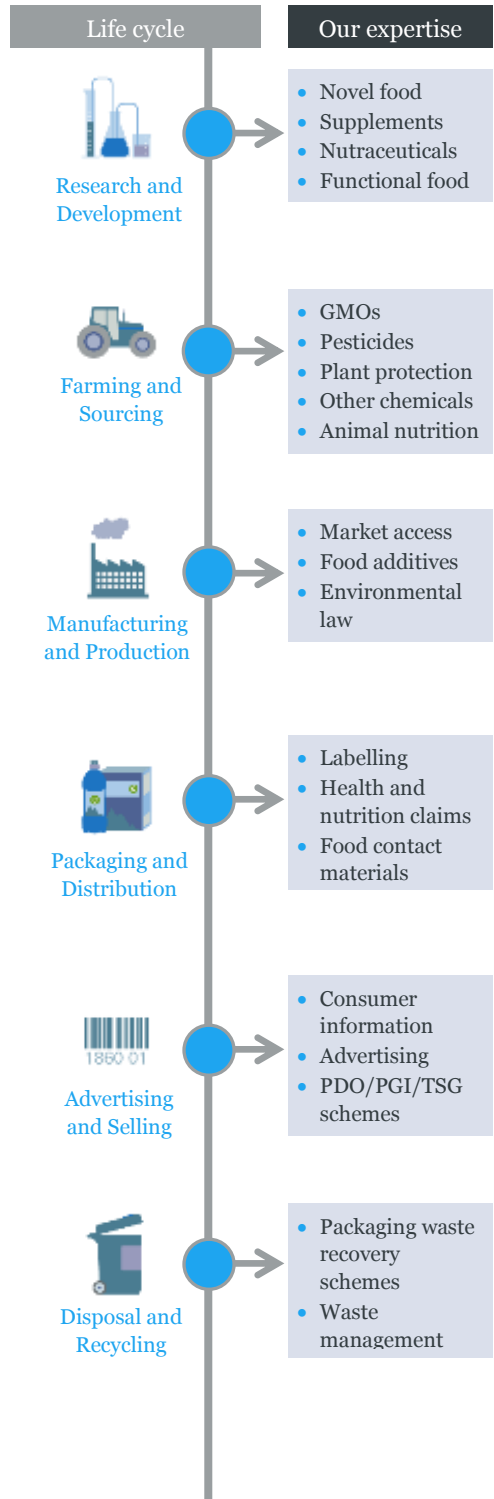 Life cycle
Our expertise
Research and
Development
• Novel food
• Supplements
• Nutraceuticals
• Functional food
Farming and
Sourcing
• GMOs
• Pesticides
• Plant protection
• Other chemicals
• Animal nutrition
Manufacturing
and Production
• Market access
• Food additives
• Environmental
law
Packaging and
Distribution
• Labelling
• Health and
nutrition claims
• Food contact
materials
1860 01
Advertising
and Selling
• Consumer
information
• Advertising
• PDO/PGI/TSG
schemes
Disposal and
Recycling
• Packaging waste
recovery
schemes
• Waste
management